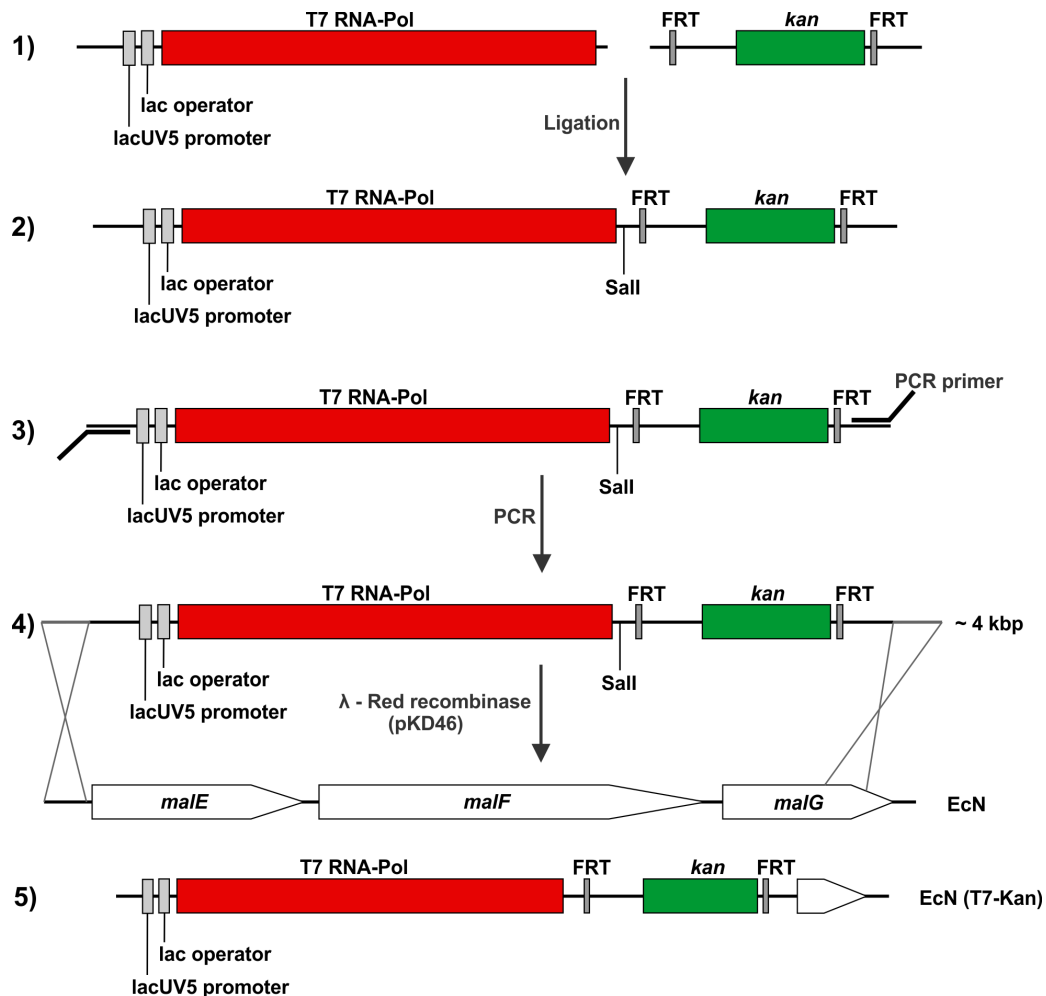 T7 RNA-Pol
FRT
kan
FRT
1)
lac operator
lacUV5 promoter
Ligation
T7 RNA-Pol
FRT
kan
FRT
2)
lac operator
SalI
lacUV5 promoter
PCR primer
T7 RNA-Pol
FRT
kan
FRT
3)
lac operator
SalI
lacUV5 promoter
PCR
T7 RNA-Pol
FRT
kan
FRT
4)
~ 4 kbp
lac operator
SalI
lacUV5 promoter
λ - Red recombinase
(pKD46)
malE
malF
malG
EcN
T7 RNA-Pol
FRT
kan
FRT
5)
EcN (T7-Kan)
lac operator
lacUV5 promoter